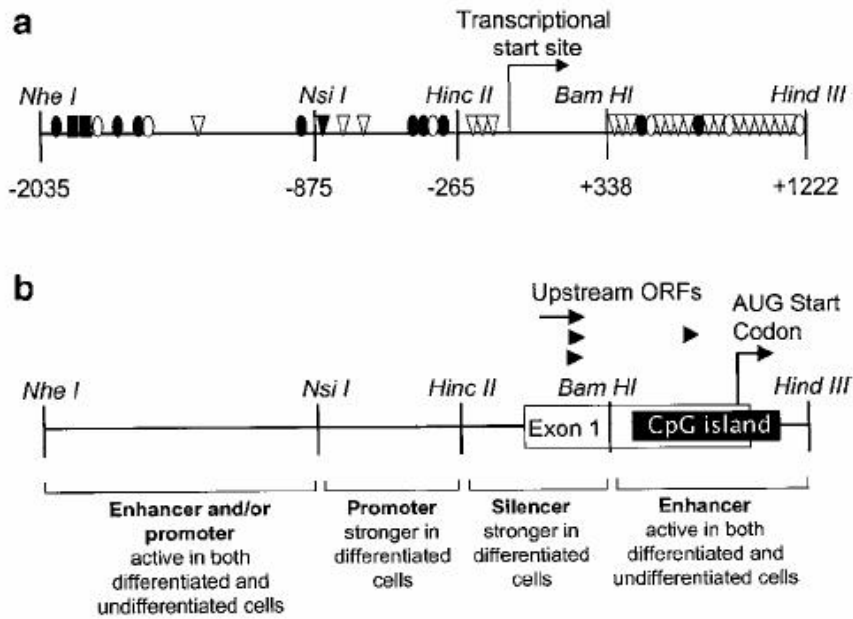 a
Transcriptional
start site
Nhe I
Nsi I
Hinc II
Bam HI
Hind III
-2035
-875
-265
+338
+1222
b
Upstream ORFs
AUG Start
Codon
Nhe I
Nsi I
Hinc II
Bam HI
Hind III
Exon 1
CpG island
Enhancer and/or
promoter
active in both
differentiated and
undifferentiated cells
Promoter
stronger in
differentiated
cells
Silencer
stronger in
differentiated
cells
Enhancer
active in both
differentiated and
undifferentiated cells